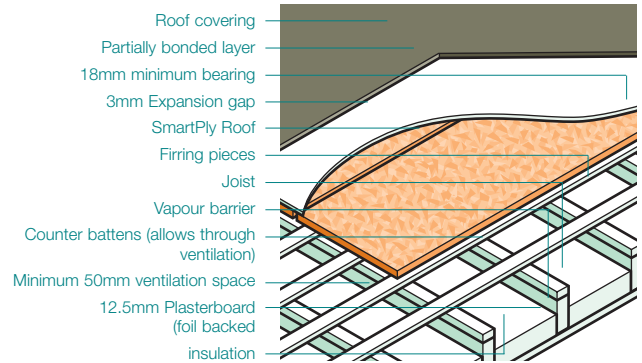 Roof covering
Partially bonded layer
18mm minimum bearing
3mm Expansion gap
SmartPly Roof
Firring pieces
Joist
Vapour barrier
Counter battens (allows through
ventilation)
Minimum 50mm ventilation space
12.5mm Plasterboard
(foil backed
insulation